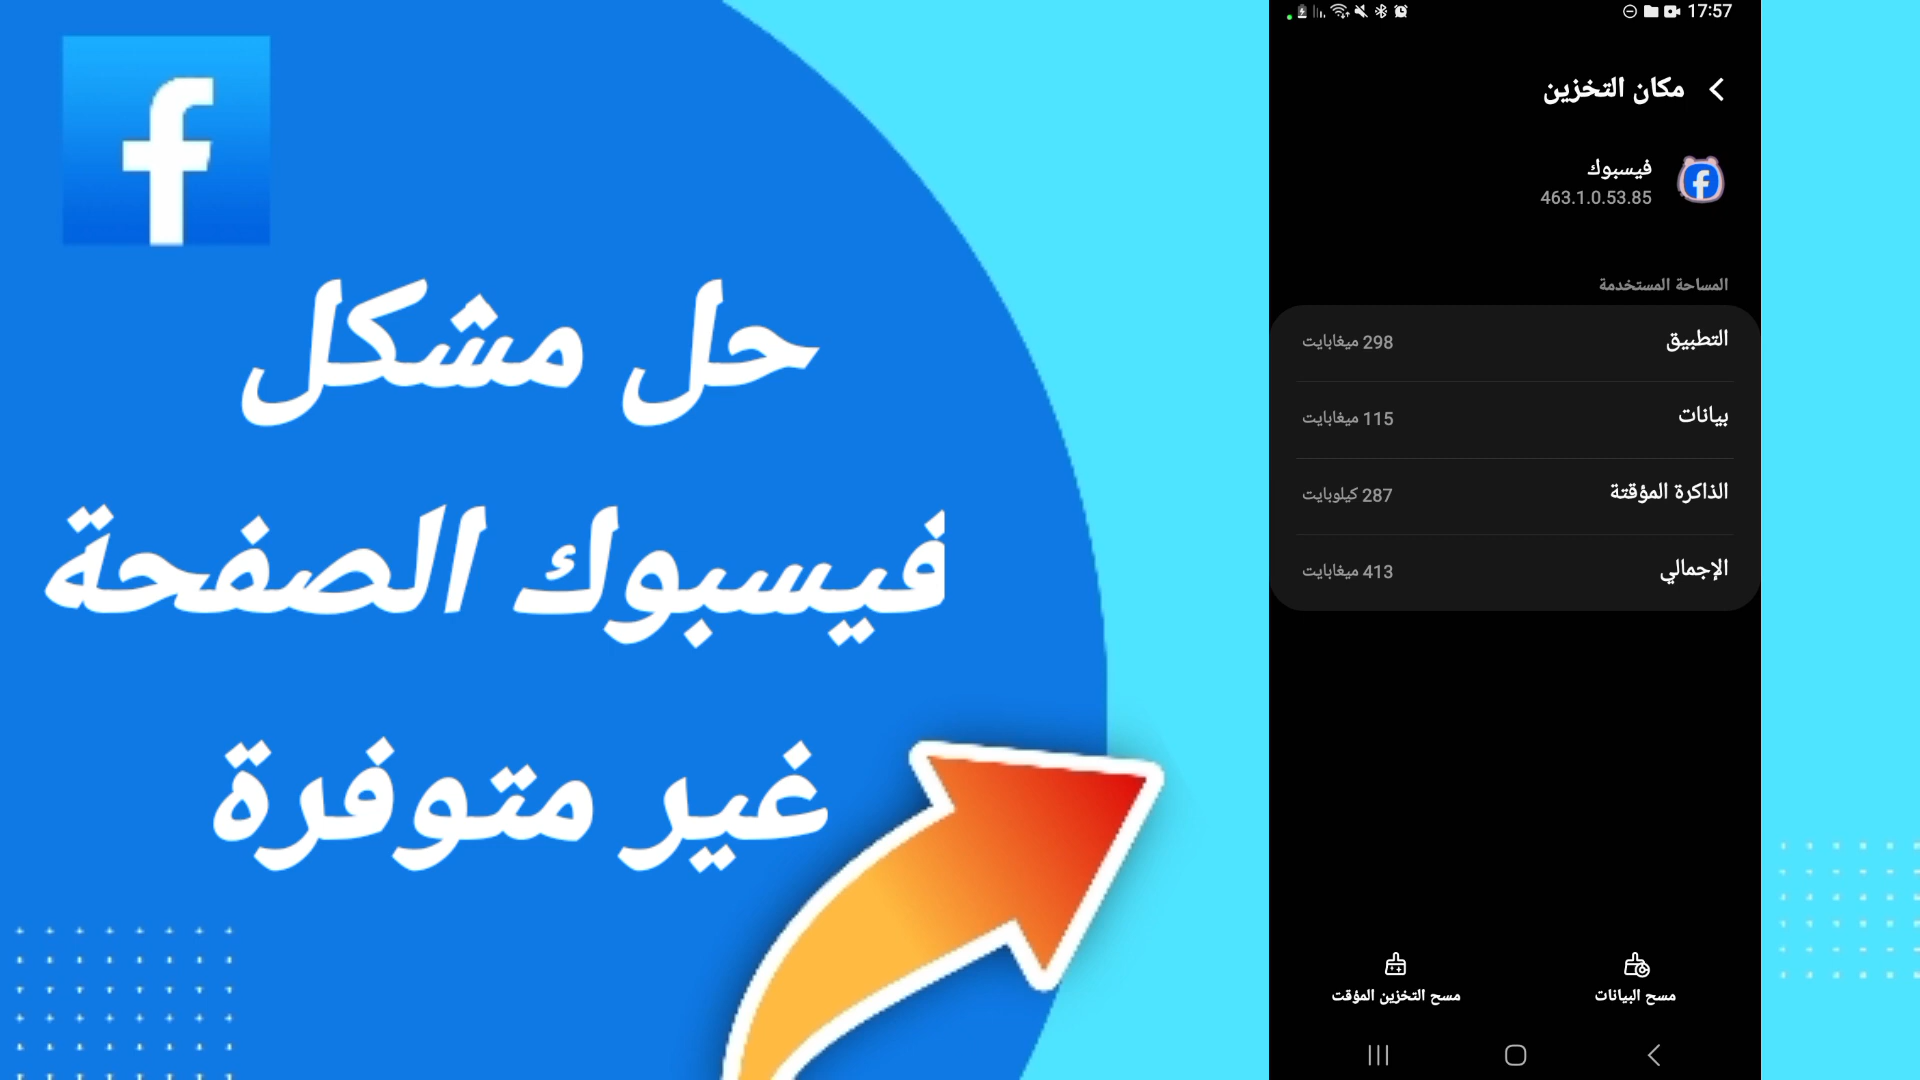 حل مشكل
فيسبوك الصفحة
غير متوفرة
17:57
مكان التخزين
فيسبوك
463.1.0.53.85
المساحة المستخدمة
التطبيق 298 ميغابايت
بيانات 115 ميغابايت
الذاكرة المؤقتة 287 كيلوبايت
الإجمالي 413 ميغابايت
مسح البيانات
مسح التخزين المؤقت